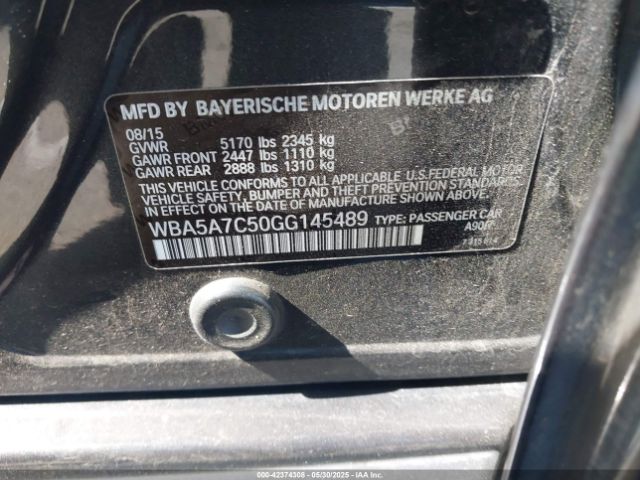 MFD BY BAYERISCHE MOTOREN WERKE AG
08/15
GVWR 5170 lbs 2345 kg
GAWR FRONT 2447 lbs 1110 kg
GAWR REAR 2888 lbs 1310 kg
THIS VEHICLE CONFORMS TO ALL APPLICABLE U.S.FEDERAL MOTOR
VEHICLE SAFETY, BUMPER AND THEFT PREVENTION STANDARDS
IN EFFECT ON THE DATE OF MANUFACTURE SHOWN ABOVE.
WBA5A7C50GG145489 TYPE: PASSENGER CAR
000-42374308 - 05/30/2025 - IAAI.com